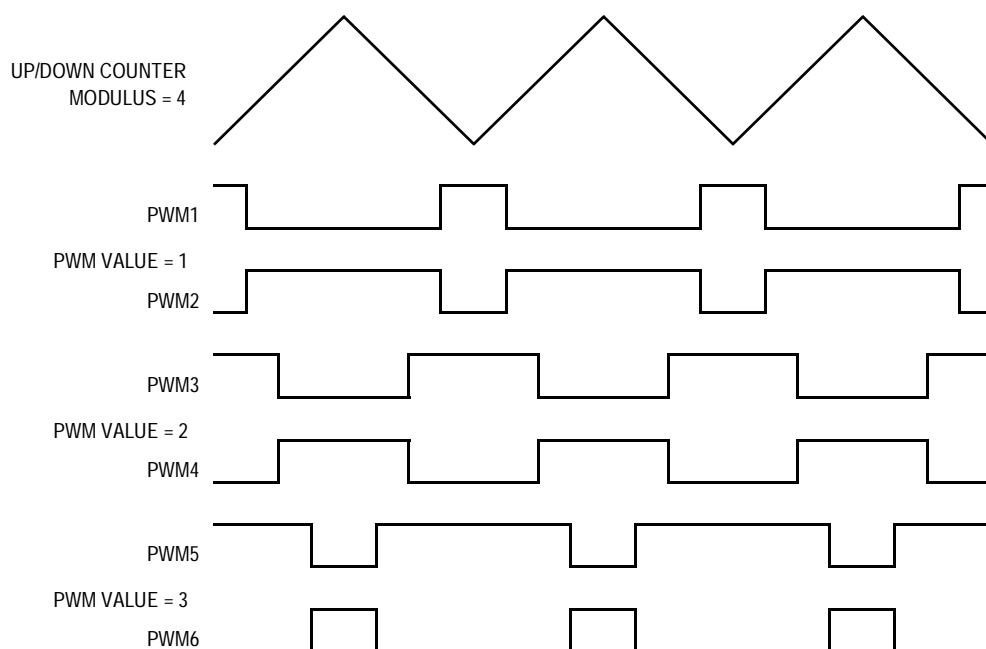 UP/DOWN COUNTER
MODULUS = 4
PWM1
PWM VALUE = 1
PWM2
PWM3
PWM VALUE = 2
PWM4
PWM5
PWM VALUE = 3
PWM6